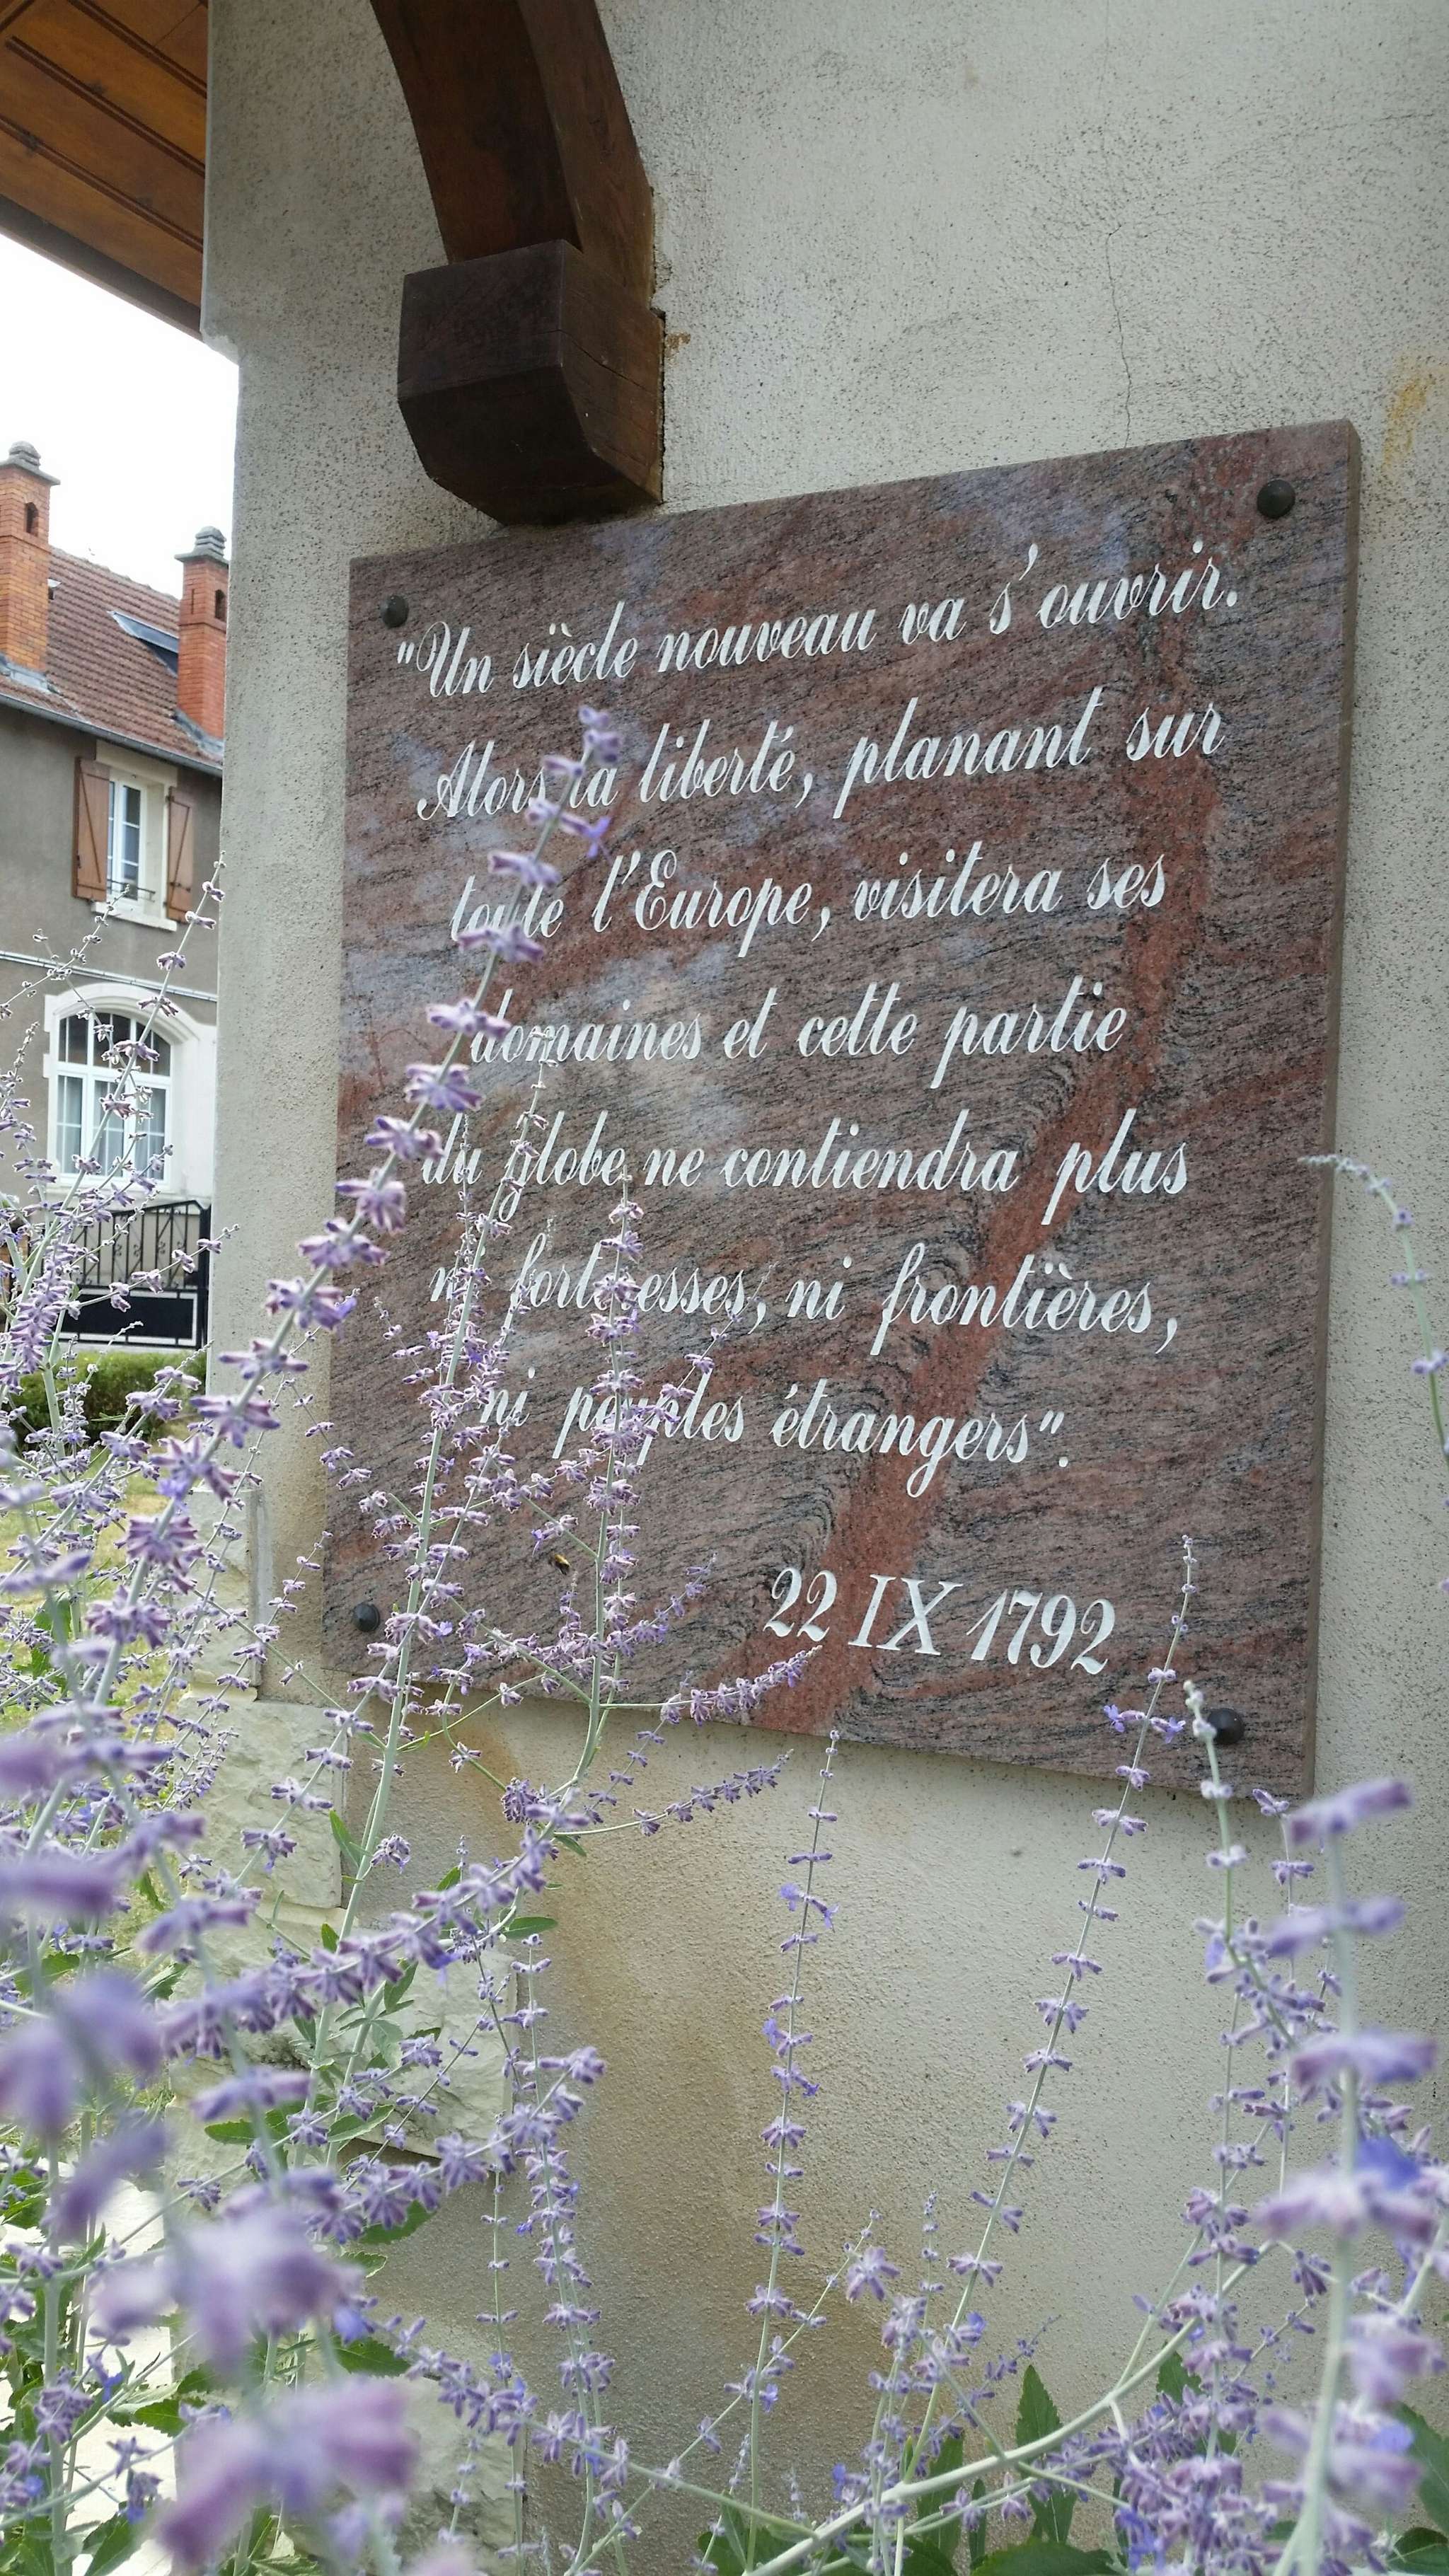 "Un siècle nouveau va s'ouvrir.
Alors la liberté, planant sur
toute l'Europe, visitera ses
domaines et cette partie
du globe ne contiendra plus
ni forteresses, ni frontières,
ni peuples étrangers".
22 IX 1792